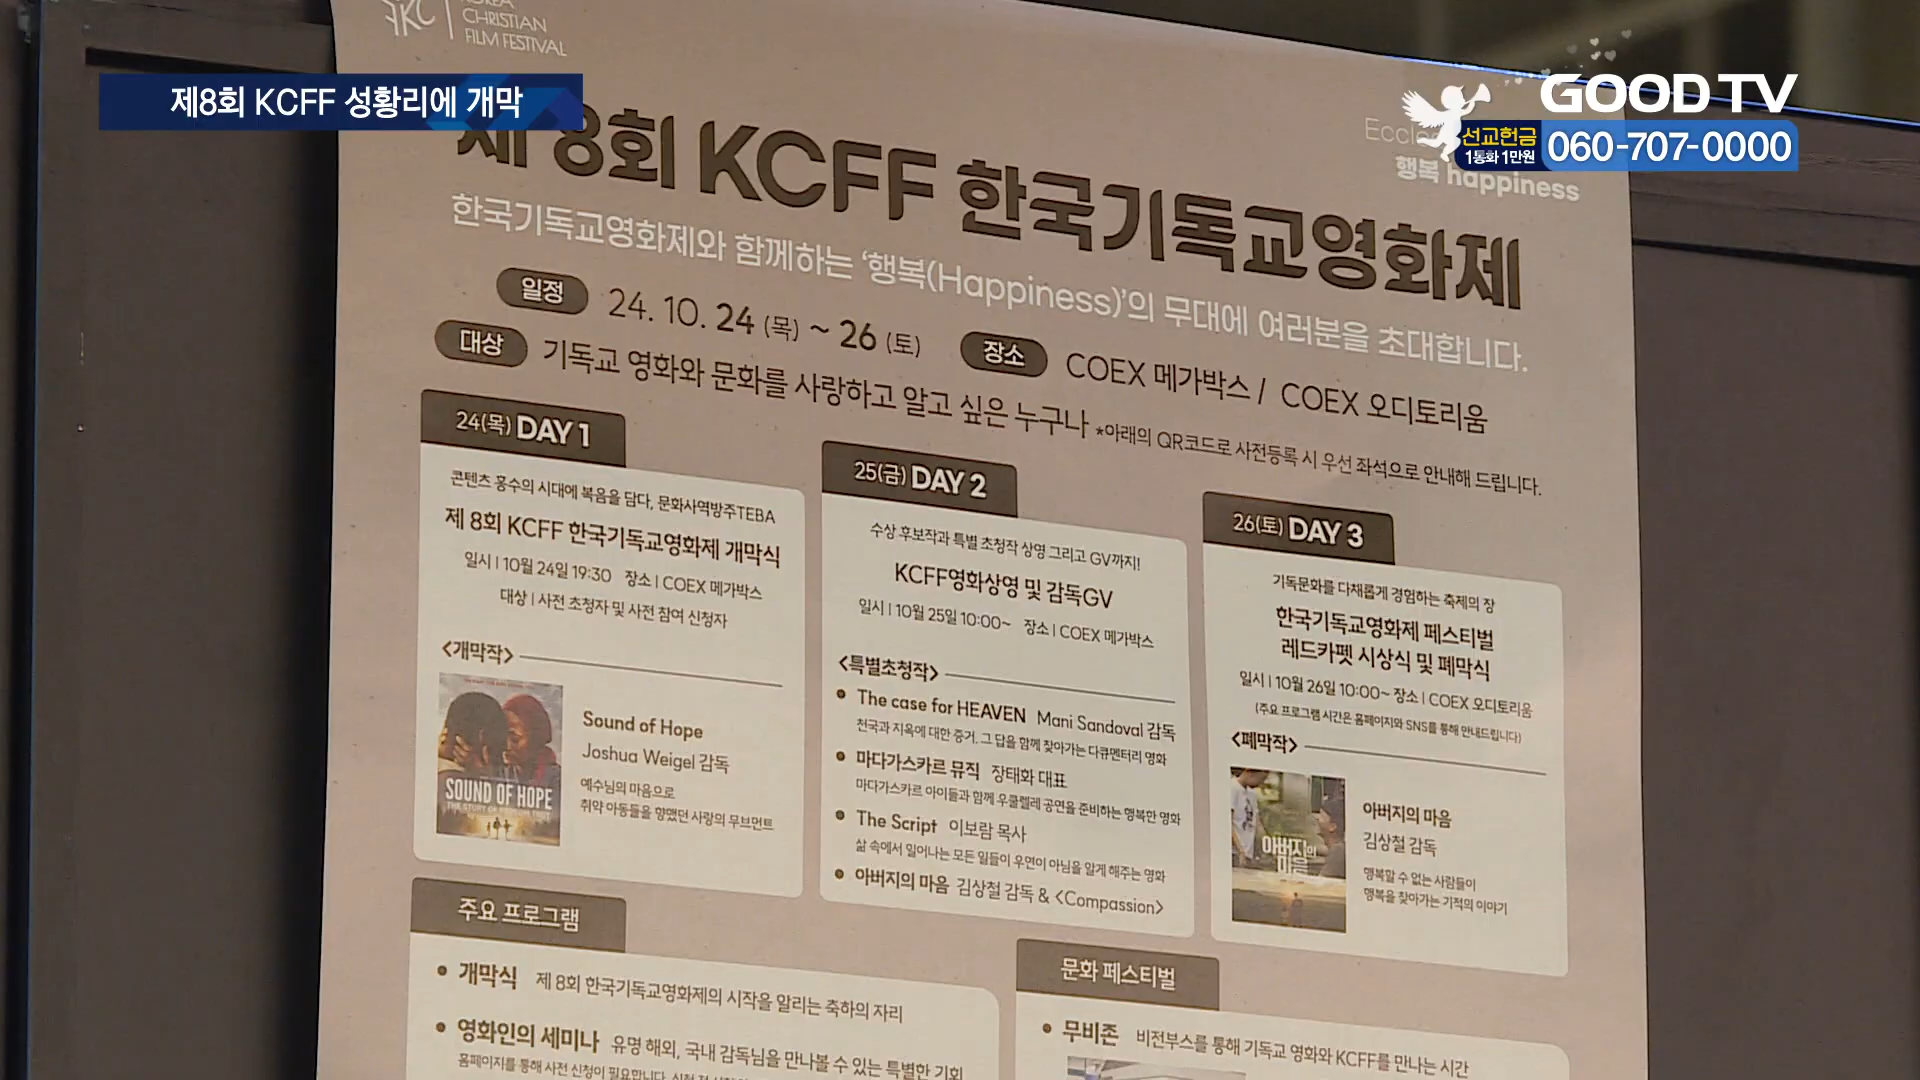 KOREA
CHRISTIAN
FILM FESTIVAL
제8회 KCFF 성황리에 개막
GOODTV
선교헌금
1통화 1만원
060-707-0000
행복 happiness
제 8회 KCFF 한국기독교영화제
한국기독교영화제와 함께하는 ‘행복(Happiness)’의 무대에 여러분을 초대합니다.
일정 24. 10. 24 (목) ~ 26 (토) 장소 COEX 메가박스 / COEX 오디토리움
대상 기독교 영화와 문화를 사랑하고 알고 싶은 누구나 *아래의 QR코드로 사전등록 시 우선 좌석으로 안내해 드립니다.
24(목) DAY 1
콘텐츠 홍수의 시대에 복음을 담다, 문화사역방주TEBA
제 8회 KCFF 한국기독교영화제 개막식
일시 | 10월 24일 19:30 장소 | COEX 메가박스
대상 | 사전 초청자 및 사전 참여 신청자
<개막작>
SOUND OF HOPE
Sound of Hope
Joshua Weigel 감독
예수님의 마음으로
취약 아동들을 향했던 사랑의 무브먼트
25(금) DAY 2
수상 후보작과 특별 초청작 상영 그리고 GV까지!
KCFF영화상영 및 감독GV
일시 | 10월 25일 10:00~ 장소 | COEX 메가박스
<특별초청작>
• The case for HEAVEN Mani Sandoval 감독
천국과 지옥에 대한 증거. 그 답을 함께 찾아가는 다큐멘터리 영화
• 마다가스카르 뮤직 장태화 대표
마다가스카르 아이들과 함께 우쿨렐레 공연을 준비하는 행복한 영화
• The Script 이보람 목사
삶 속에서 일어나는 모든 일들이 우연이 아님을 알게 해주는 영화
• 아버지의 마음 김상철 감독 & <Compassion>
26(토) DAY 3
기독문화를 다채롭게 경험하는 축제의 장
한국기독교영화제 페스티벌
레드카펫 시상식 및 폐막식
일시 | 10월 26일 10:00~ 장소 | COEX 오디토리움
(주요 프로그램 시간은 홈페이지와 SNS를 통해 안내드립니다)
<폐막작>
아버지의
마음
아버지의 마음
김상철 감독
행복할 수 없는 사람들이
행복을 찾아가는 기적의 이야기
주요 프로그램
• 개막식 제 8회 한국기독교영화제의 시작을 알리는 축하의 자리
• 영화인의 세미나 유명 해외, 국내 감독님을 만나볼 수 있는 특별한 기회
홈페이지를 통해 사전 신청이 필요합니다.
문화 페스티벌
• 무비존 비전부스를 통해 기독교 영화와 KCFF를 만나는 시간